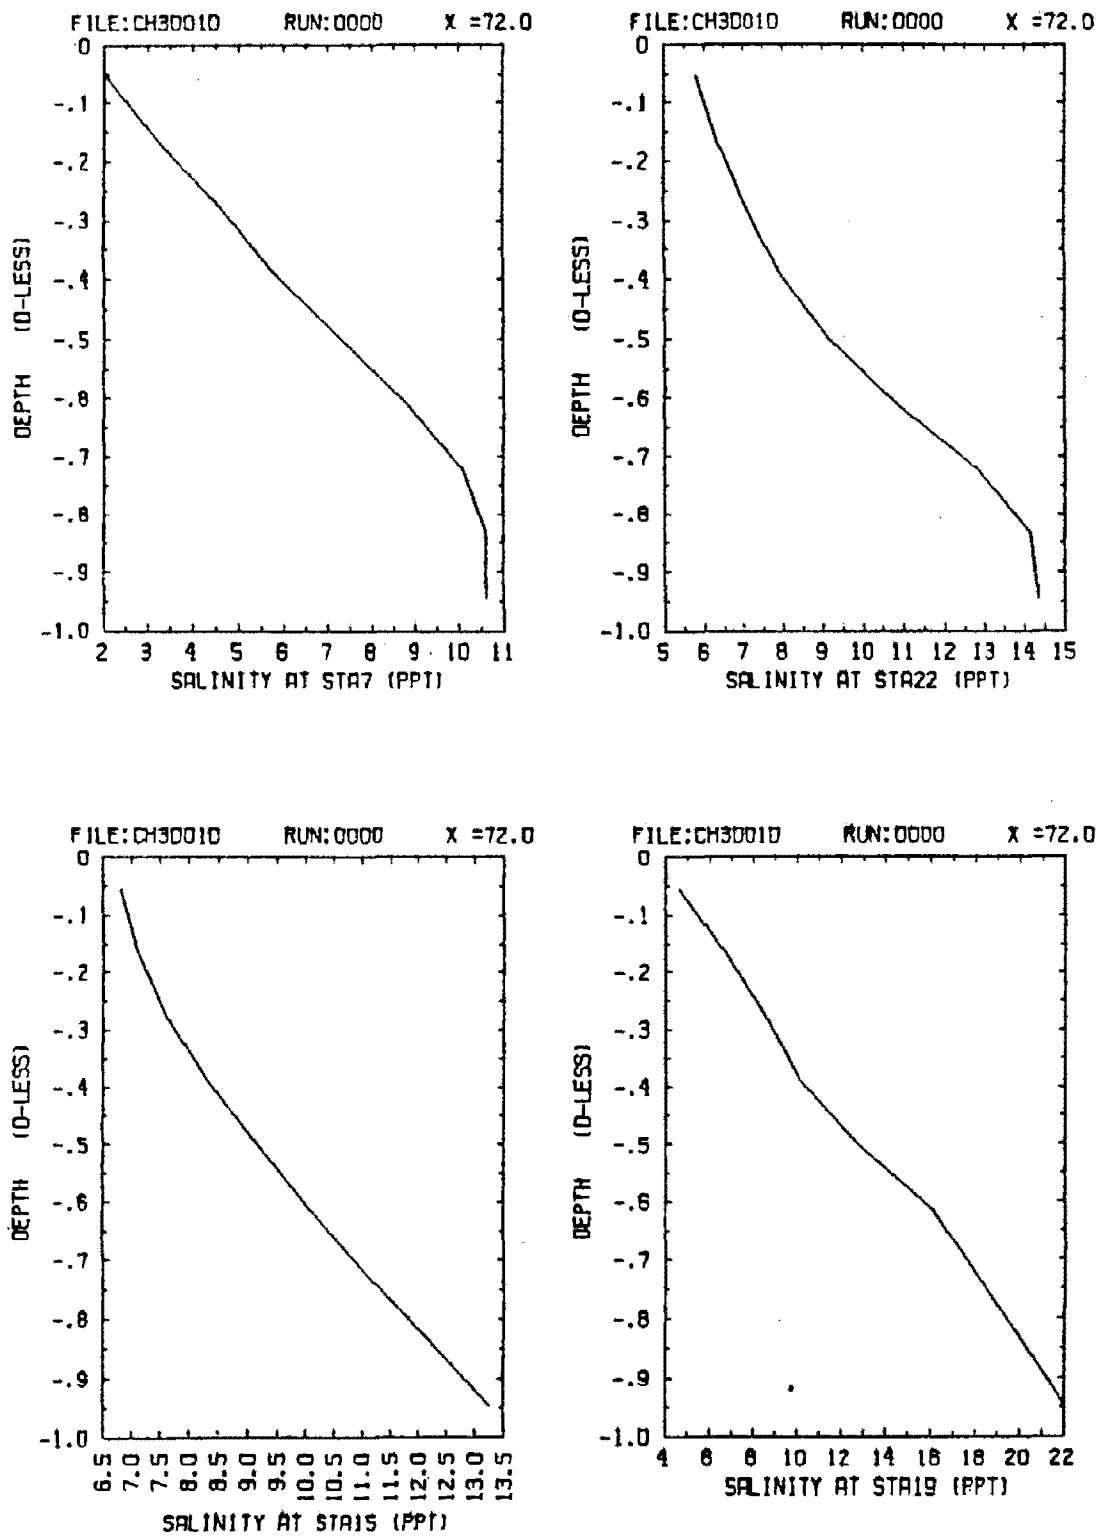 FILE:CH3D01D RUN:0000 X =72.0
0
-.1
-.2
-.3
-.4
-.5
-.6
-.7
-.8
-.9
-1.0
DEPTH (D-LESS)
2 3 4 5 6 7 8 9 10 11
SALINITY AT STA7 (PPT)
FILE:CH3D01D RUN:0000 X =72.0
0
-.1
-.2
-.3
-.4
-.5
-.6
-.7
-.8
-.9
-1.0
DEPTH (D-LESS)
5 6 7 8 9 10 11 12 13 14 15
SALINITY AT STA22 (PPT)
FILE:CH3D01D RUN:0000 X =72.0
0
-.1
-.2
-.3
-.4
-.5
-.6
-.7
-.8
-.9
-1.0
DEPTH (D-LESS)
6.5 7.0 7.5 8.0 8.5 9.0 9.5 10.0 10.5 11.0 11.5 12.0 12.5 13.0 13.5
SALINITY AT STA15 (PPT)
FILE:CH3D01D RUN:0000 X =72.0
0
-.1
-.2
-.3
-.4
-.5
-.6
-.7
-.8
-.9
-1.0
DEPTH (D-LESS)
4 6 8 10 12 14 16 18 20 22
SALINITY AT STA19 (PPT)